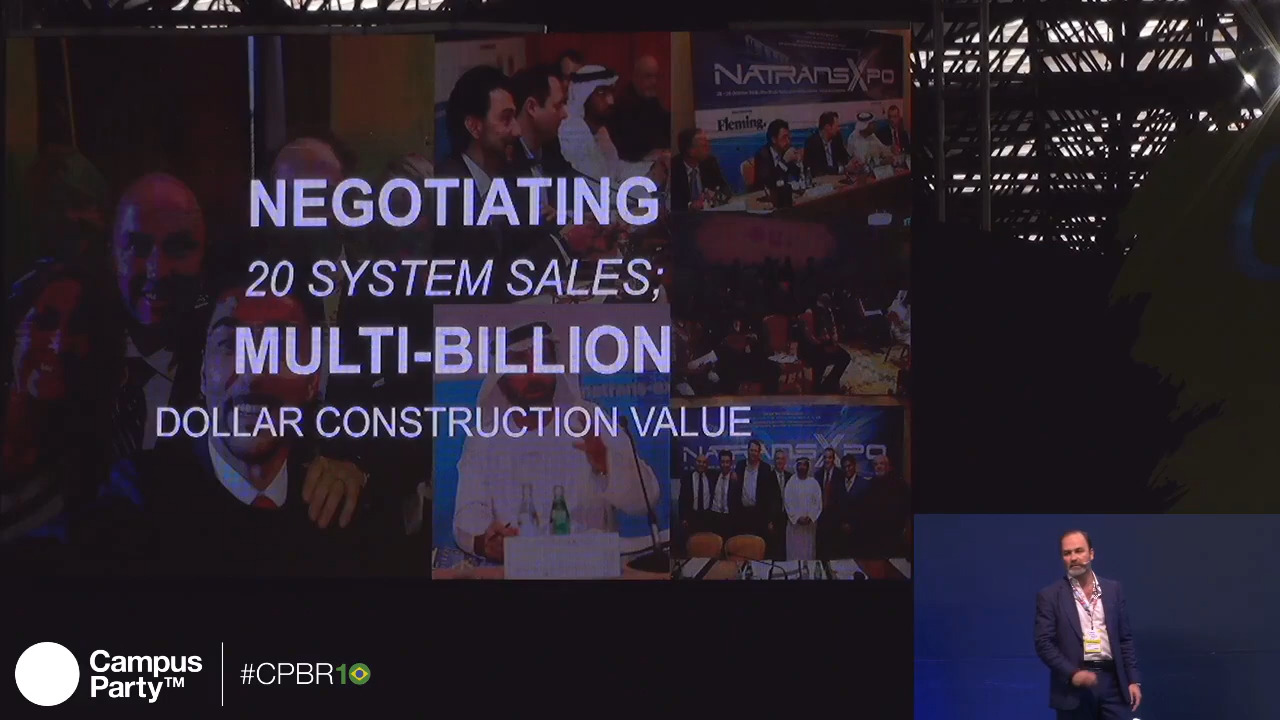 NATRANSXPO
Fleming.
NEGOTIATING
20 SYSTEM SALES;
MULTI-BILLION
DOLLAR CONSTRUCTION VALUE
NATRANSXPO
Campus
Party™
#CPBR10